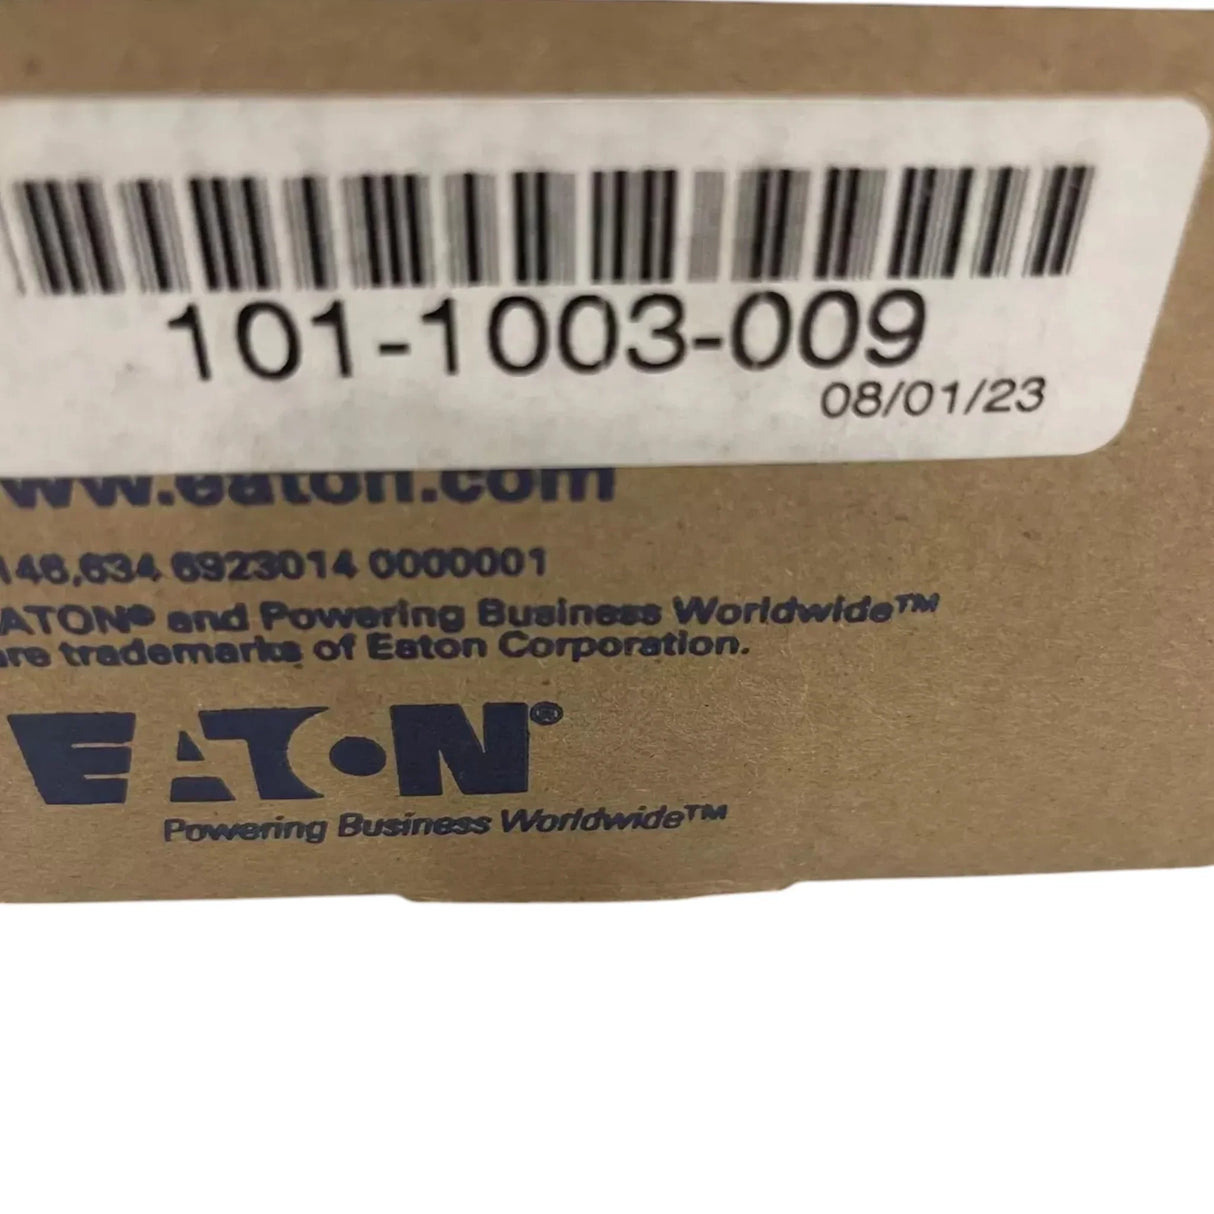 101-1003-009
08/01/23
www.eaton.com
146,634 6923014 0000001
EATON® and Powering Business Worldwide™
are trademarks of Eaton Corporation.
EATON®
Powering Business Worldwide™